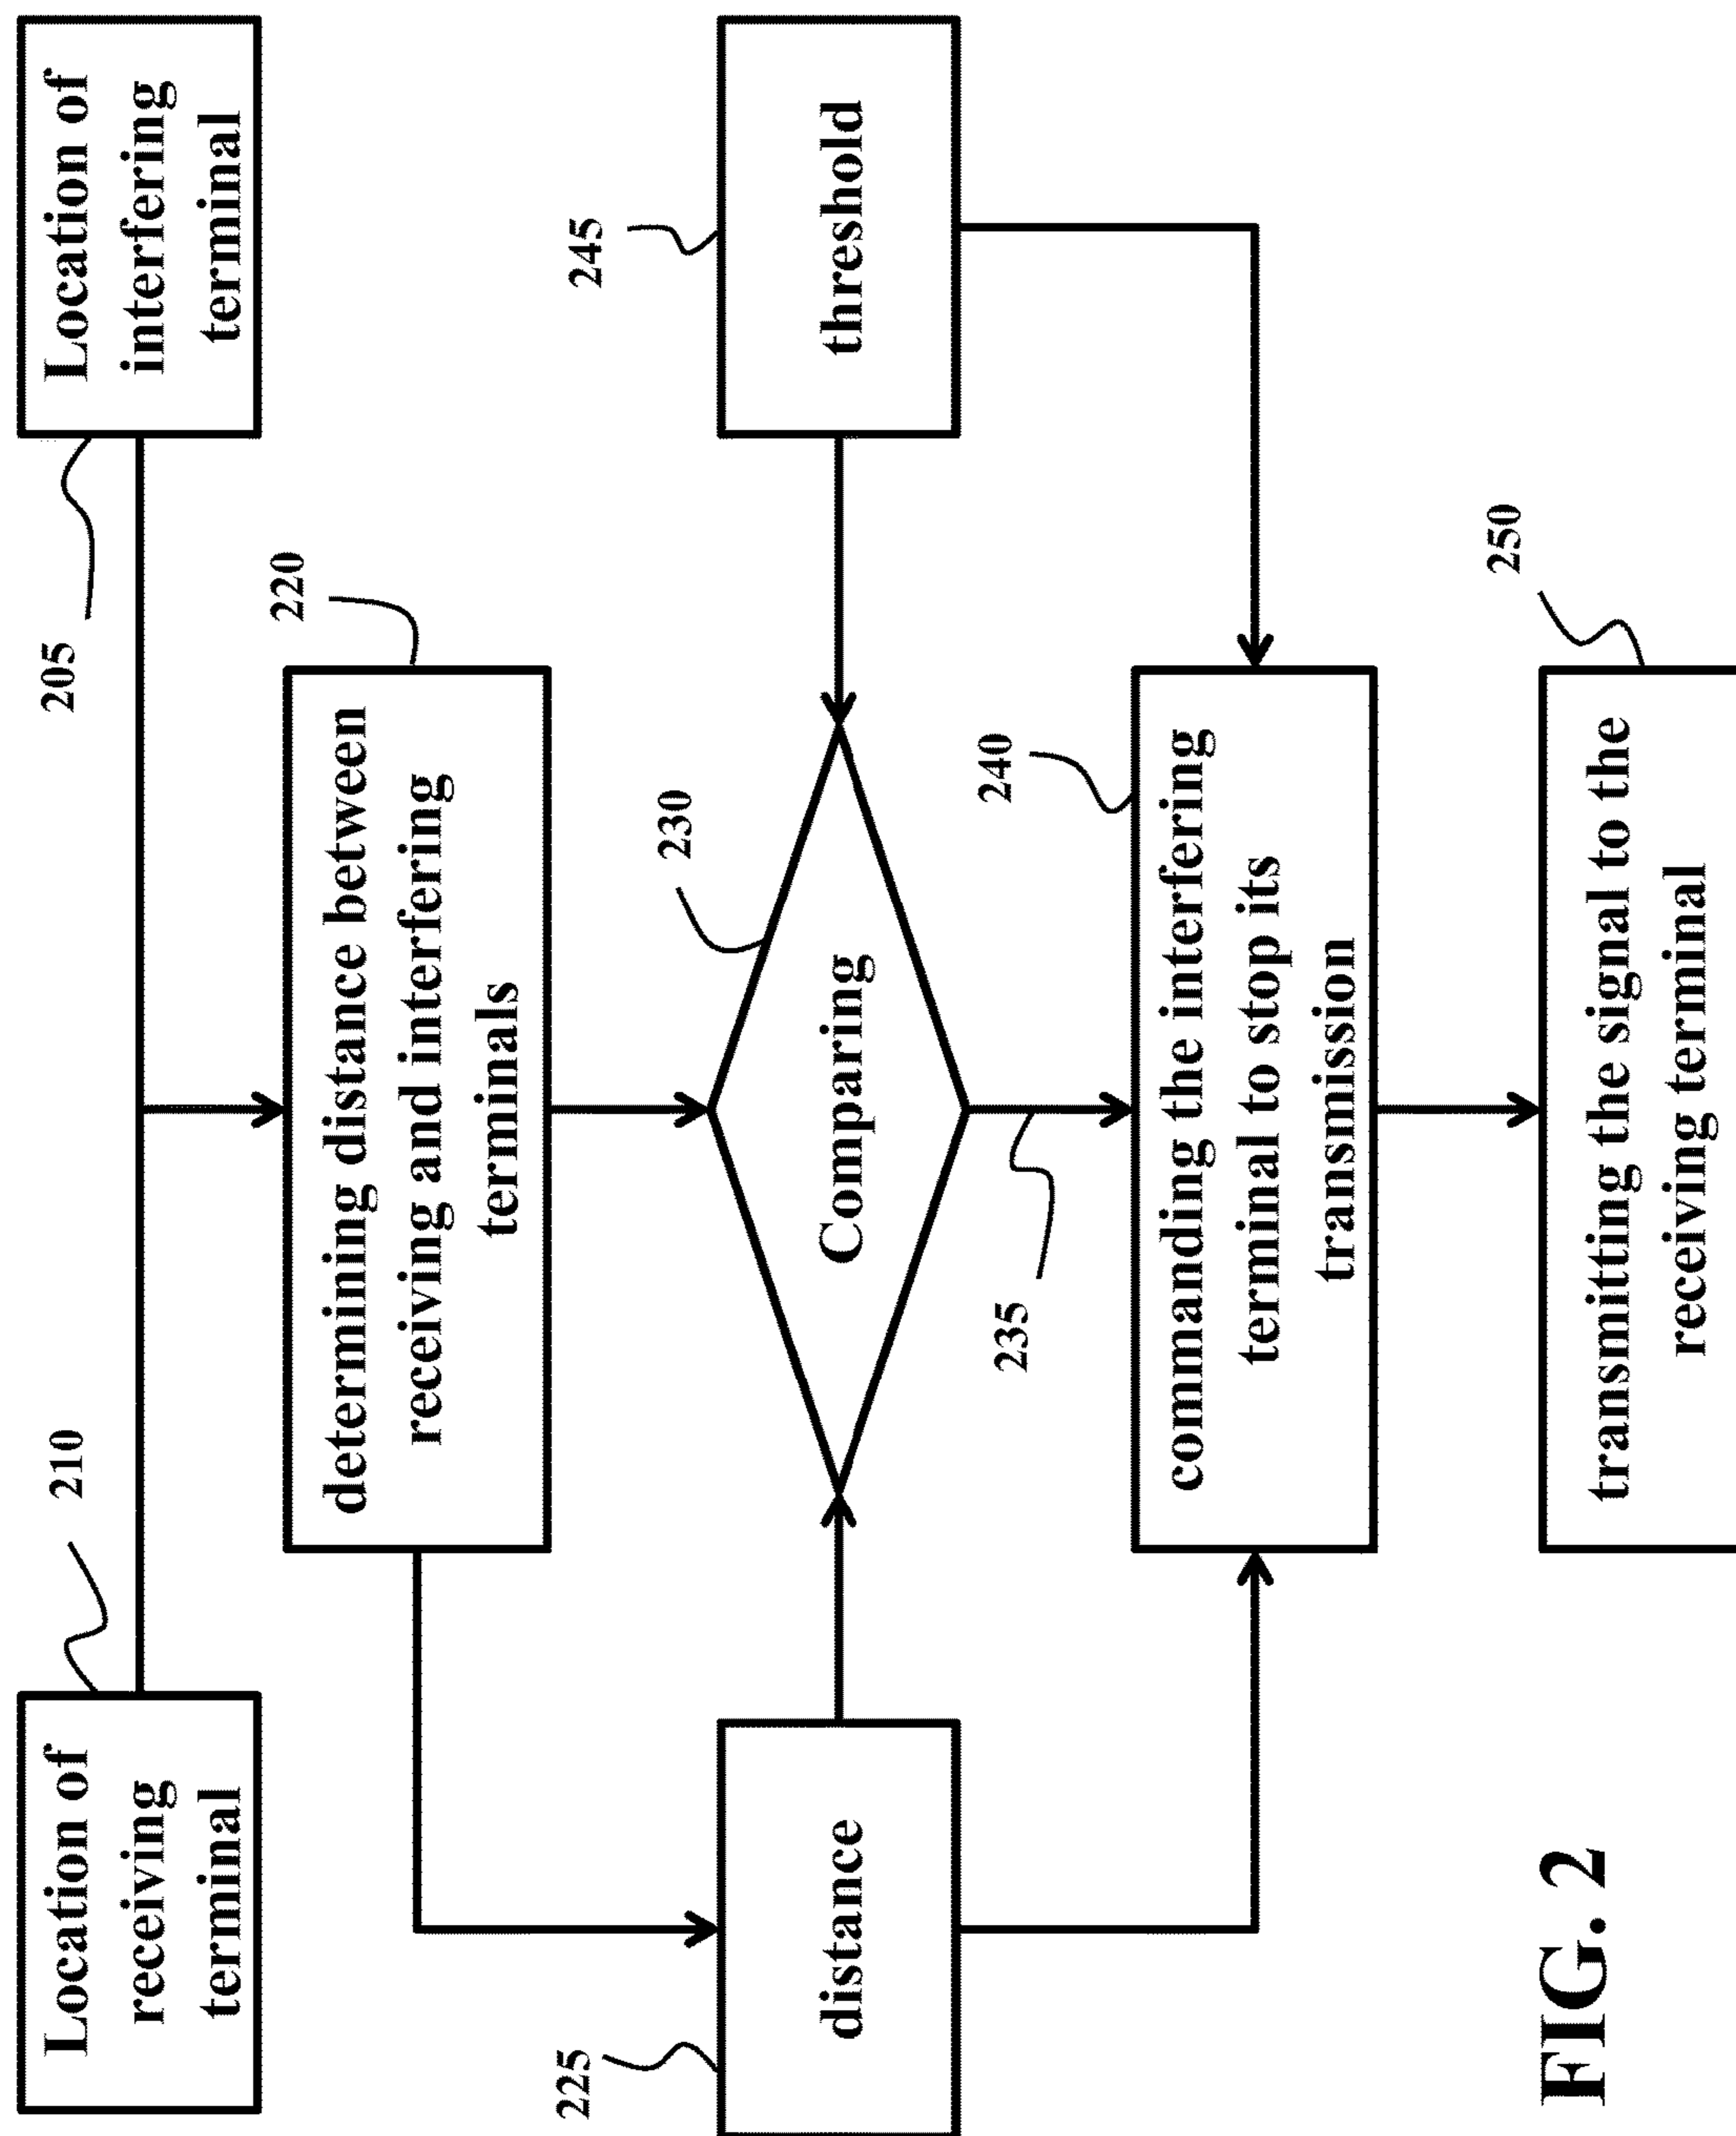 Location of
receiving
terminal
210
205
Location of
interfering
terminal
220
determining distance between
receiving and interfering
terminals
225
distance
230
Comparing
245
threshold
235
240
commanding the interfering
terminal to stop its
transmission
250
transmitting the signal to the
receiving terminal
FIG. 2